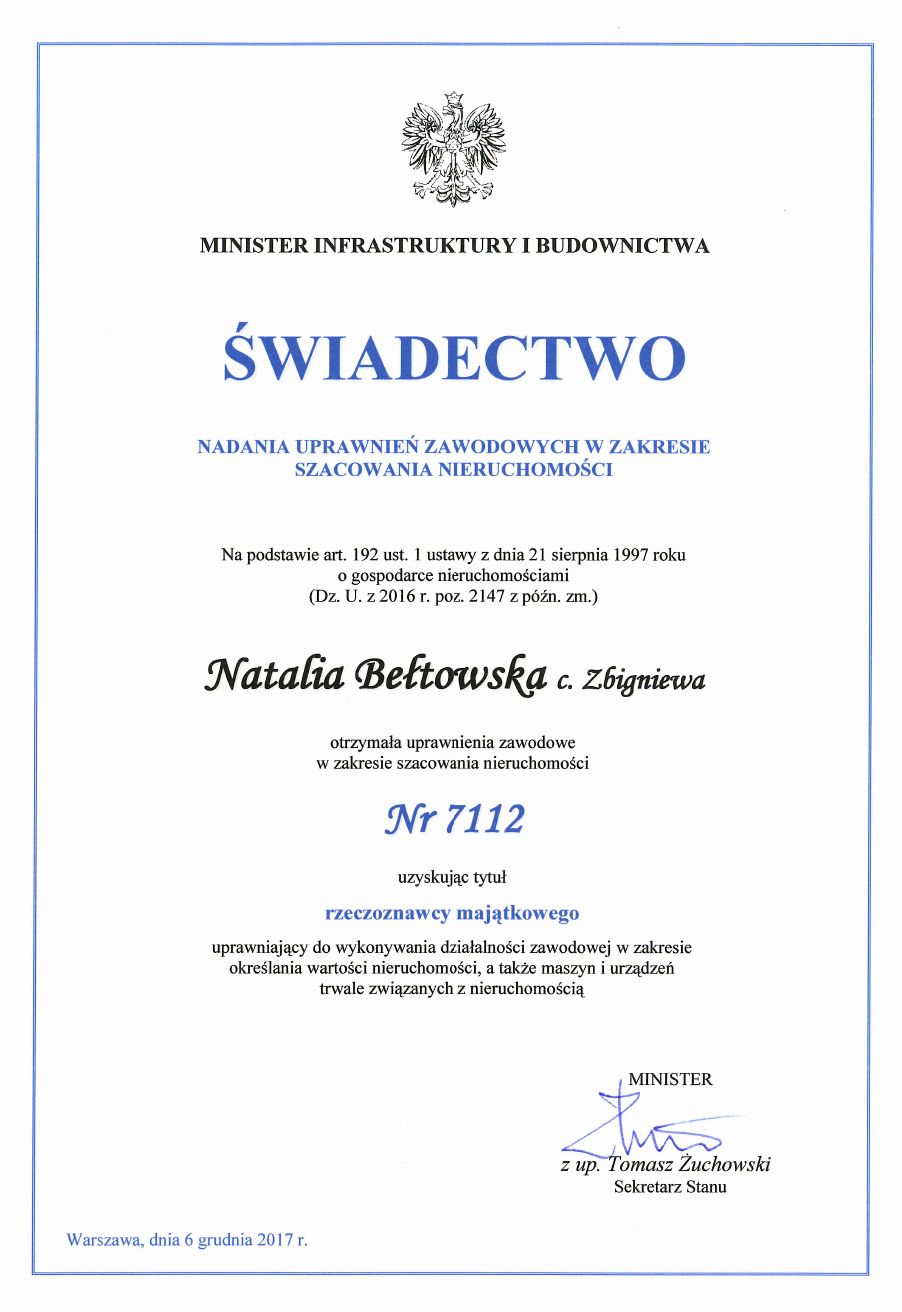 MINISTER INFRASTRUKTURY I BUDOWNICTWA
ŚWIADECTWO
NADANIA UPRAWNIEŃ ZAWODOWYCH W ZAKRESIE
SZACOWANIA NIERUCHOMOŚCI
Na podstawie art. 192 ust. 1 ustawy z dnia 21 sierpnia 1997 roku
o gospodarce nieruchomościami
(Dz. U. z 2016 r. poz. 2147 z późn. zm.)
Natalia Bełtowska c. Zbigniewa
otrzymała uprawnienia zawodowe
w zakresie szacowania nieruchomości
Nr 7112
uzyskując tytuł
rzeczoznawcy majątkowego
uprawniający do wykonywania działalności zawodowej w zakresie
określania wartości nieruchomości, a także maszyn i urządzeń
trwale związanych z nieruchomością
MINISTER
z up. Tomasz Żuchowski
Sekretarz Stanu
Warszawa, dnia 6 grudnia 2017 r.